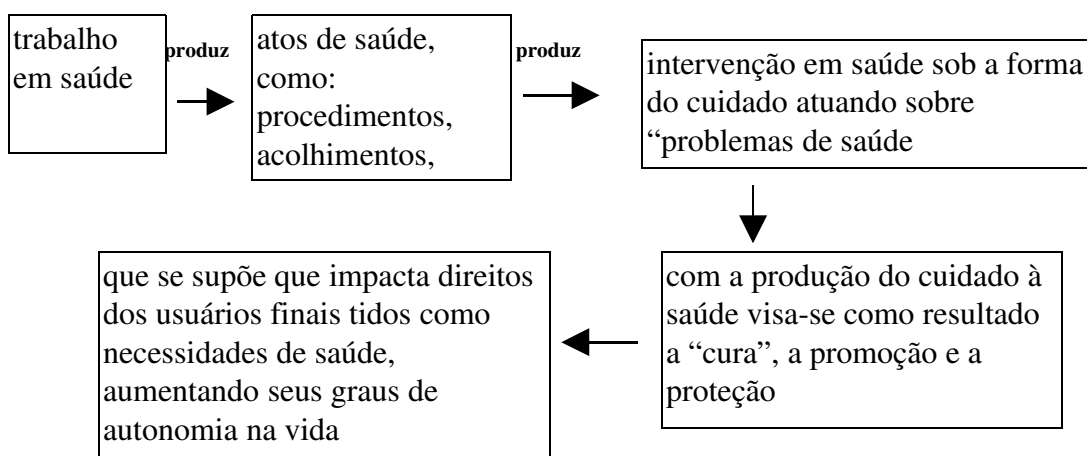 trabalho
em saúde
produz
atos de saúde,
como:
procedimentos,
acolhimentos,
produz
intervenção em saúde sob a forma
do cuidado atuando sobre
“problemas de saúde
com a produção do cuidado à
saúde visa-se como resultado
a “cura”, a promoção e a
proteção
que se supõe que impacta direitos
dos usuários finais tidos como
necessidades de saúde,
aumentando seus graus de
autonomia na vida